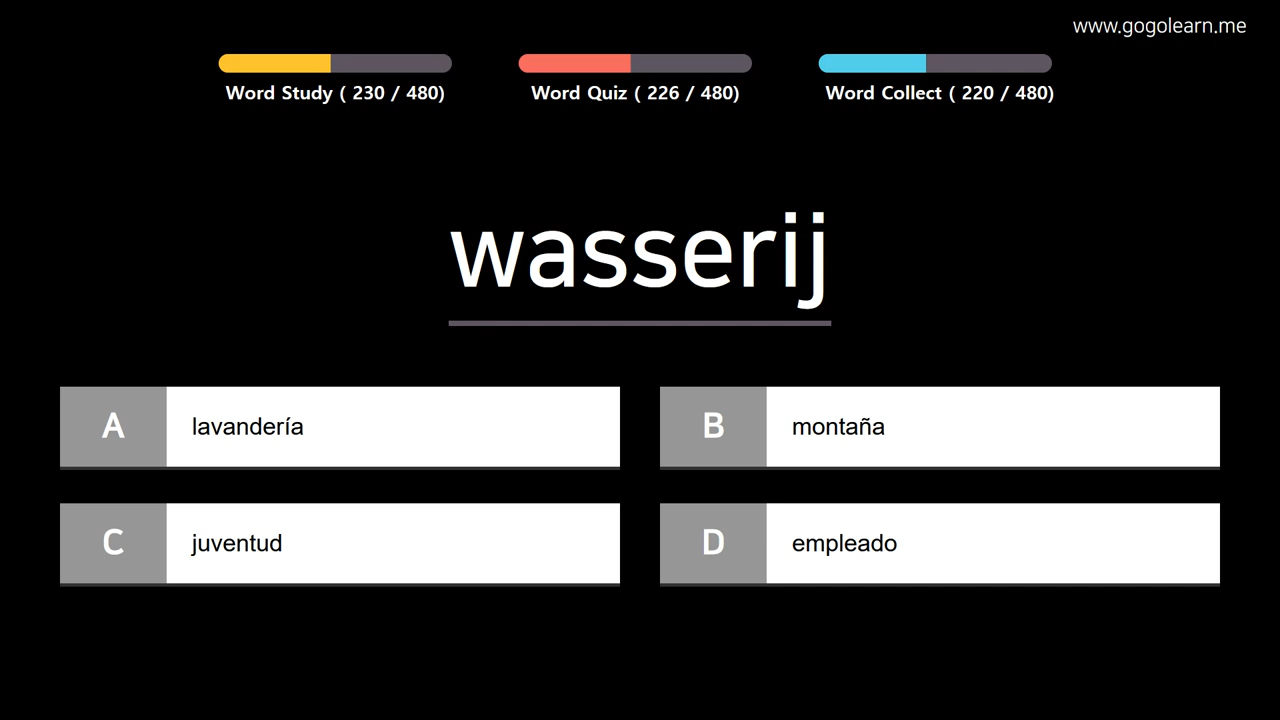 www.gogolearn.me
Word Study ( 230 / 480)
Word Quiz ( 226 / 480)
Word Collect ( 220 / 480)
wasserij
A lavandería
B montaña
C juventud
D empleado